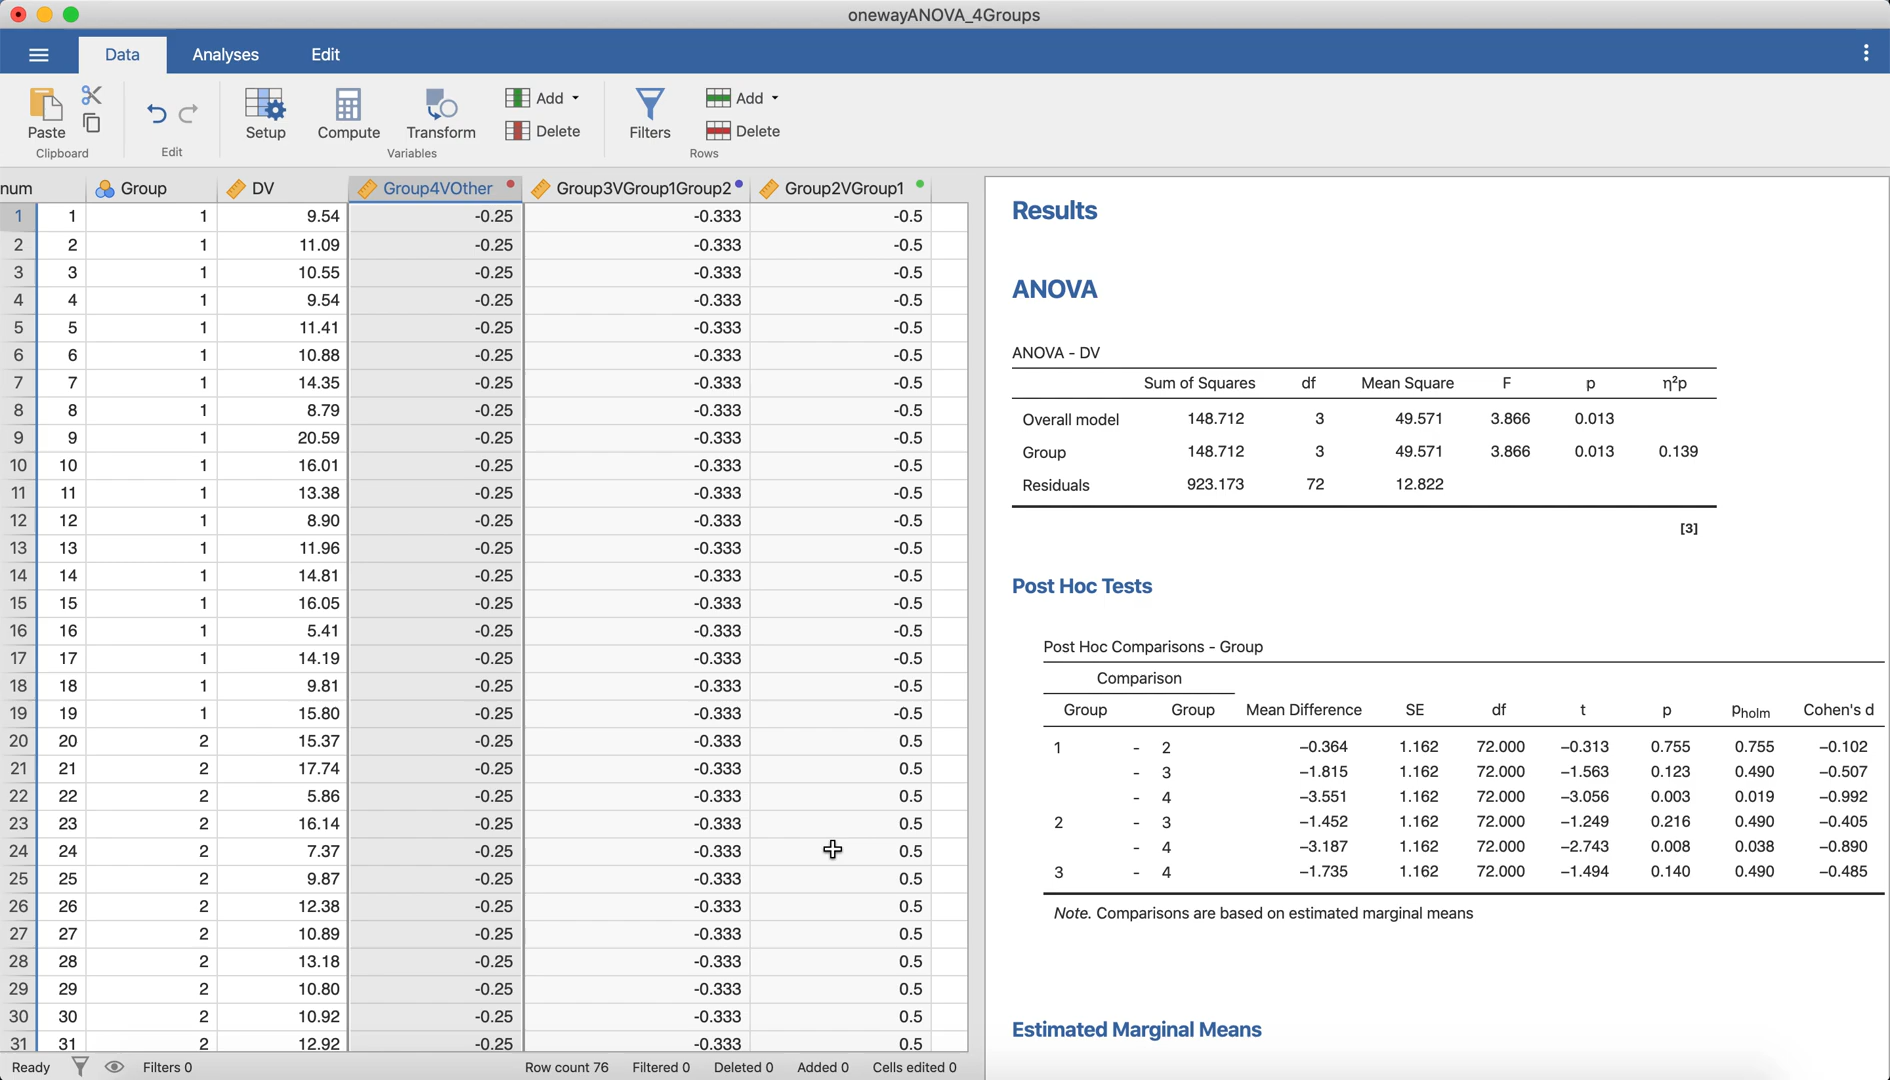 onewayANOVA_4Groups
Data Analyses Edit
Paste Setup Compute Transform Add Delete Filters Add Delete
Clipboard Edit Variables Rows
num Group DV Group4VOther Group3VGroup1Group2 Group2VGroup1
1 1 1 9.54 -0.25 -0.333 -0.5
2 2 1 11.09 -0.25 -0.333 -0.5
3 3 1 10.55 -0.25 -0.333 -0.5
4 4 1 9.54 -0.25 -0.333 -0.5
5 5 1 11.41 -0.25 -0.333 -0.5
6 6 1 10.88 -0.25 -0.333 -0.5
7 7 1 14.35 -0.25 -0.333 -0.5
8 8 1 8.79 -0.25 -0.333 -0.5
9 9 1 20.59 -0.25 -0.333 -0.5
10 10 1 16.01 -0.25 -0.333 -0.5
11 11 1 13.38 -0.25 -0.333 -0.5
12 12 1 8.90 -0.25 -0.333 -0.5
13 13 1 11.96 -0.25 -0.333 -0.5
14 14 1 14.81 -0.25 -0.333 -0.5
15 15 1 16.05 -0.25 -0.333 -0.5
16 16 1 5.41 -0.25 -0.333 -0.5
17 17 1 14.19 -0.25 -0.333 -0.5
18 18 1 9.81 -0.25 -0.333 -0.5
19 19 1 15.80 -0.25 -0.333 -0.5
20 20 2 15.37 -0.25 -0.333 0.5
21 21 2 17.74 -0.25 -0.333 0.5
22 22 2 5.86 -0.25 -0.333 0.5
23 23 2 16.14 -0.25 -0.333 0.5
24 24 2 7.37 -0.25 -0.333 0.5
25 25 2 9.87 -0.25 -0.333 0.5
26 26 2 12.38 -0.25 -0.333 0.5
27 27 2 10.89 -0.25 -0.333 0.5
28 28 2 13.18 -0.25 -0.333 0.5
29 29 2 10.80 -0.25 -0.333 0.5
30 30 2 10.92 -0.25 -0.333 0.5
31 31 2 12.92 -0.25 -0.333 0.5
Ready Filters 0 Row count 76 Filtered 0 Deleted 0 Added 0 Cells edited 0
Results
ANOVA
ANOVA - DV
Sum of Squares df Mean Square F p η²p
Overall model 148.712 3 49.571 3.866 0.013
Group 148.712 3 49.571 3.866 0.013 0.139
Residuals 923.173 72 12.822
[3]
Post Hoc Tests
Post Hoc Comparisons - Group
Comparison
Group Group Mean Difference SE df t p pholm Cohen's d
1 - 2 −0.364 1.162 72.000 −0.313 0.755 0.755 −0.102
- 3 −1.815 1.162 72.000 −1.563 0.123 0.490 −0.507
- 4 −3.551 1.162 72.000 −3.056 0.003 0.019 −0.992
2 - 3 −1.452 1.162 72.000 −1.249 0.216 0.490 −0.405
- 4 −3.187 1.162 72.000 −2.743 0.008 0.038 −0.890
3 - 4 −1.735 1.162 72.000 −1.494 0.140 0.490 −0.485
Note. Comparisons are based on estimated marginal means
Estimated Marginal Means